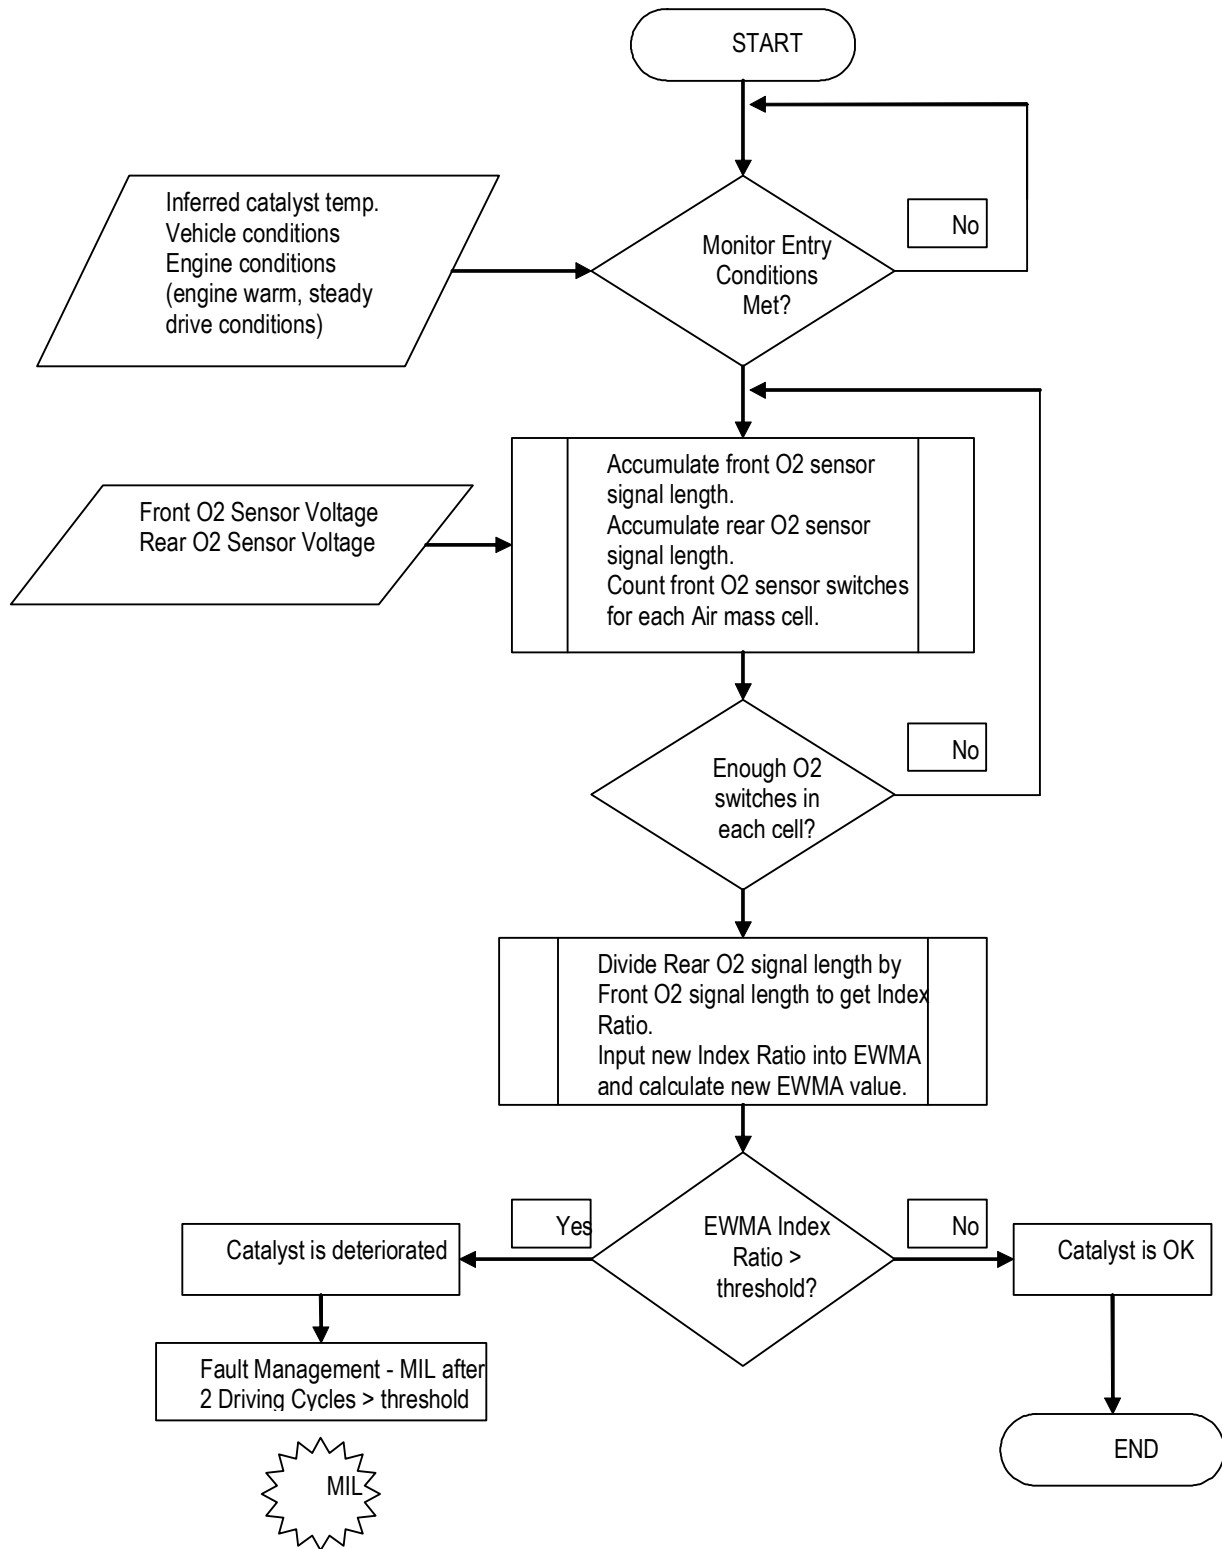 START
No
Inferred catalyst temp.
Vehicle conditions
Engine conditions
(engine warm, steady
drive conditions)
Monitor Entry
Conditions
Met?
Accumulate front O2 sensor
signal length.
Accumulate rear O2 sensor
signal length.
Count front O2 sensor switches
for each Air mass cell.
Front O2 Sensor Voltage
Rear O2 Sensor Voltage
No
Enough O2
switches in
each cell?
Divide Rear O2 signal length by
Front O2 signal length to get Index
Ratio.
Input new Index Ratio into EWMA
and calculate new EWMA value.
Yes
No
Catalyst is deteriorated
EWMA Index
Ratio >
threshold?
Catalyst is OK
Fault Management - MIL after
2 Driving Cycles > threshold
END
MIL